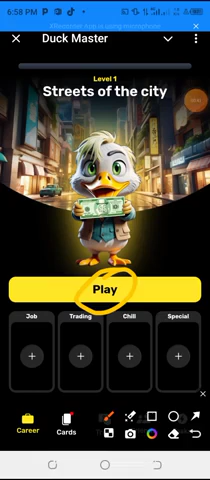 6:58 PM
Duck Master
Level 1
Streets of the city
Play
Job
Trading
Chill
Special
Career
Cards